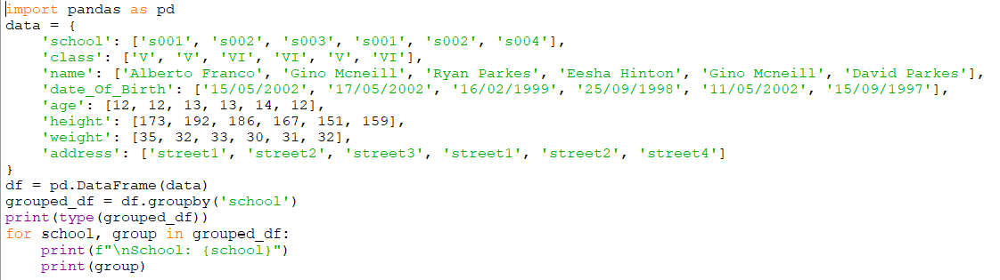 import pandas as pd
data = {
    'school': ['s001', 's002', 's003', 's001', 's002', 's004'],
    'class': ['V', 'V', 'VI', 'VI', 'V', 'VI'],
    'name': ['Alberto Franco', 'Gino Mcneill', 'Ryan Parkes', 'Eesha Hinton', 'Gino Mcneill', 'David Parkes'],
    'date_Of_Birth': ['15/05/2002', '17/05/2002', '16/02/1999', '25/09/1998', '11/05/2002', '15/09/1997'],
    'age': [12, 12, 13, 13, 14, 12],
    'height': [173, 192, 186, 167, 151, 159],
    'weight': [35, 32, 33, 30, 31, 32],
    'address': ['street1', 'street2', 'street3', 'street1', 'street2', 'street4']
}
df = pd.DataFrame(data)
grouped_df = df.groupby('school')
print(type(grouped_df))
for school, group in grouped_df:
    print(f"\nSchool: {school}")
    print(group)